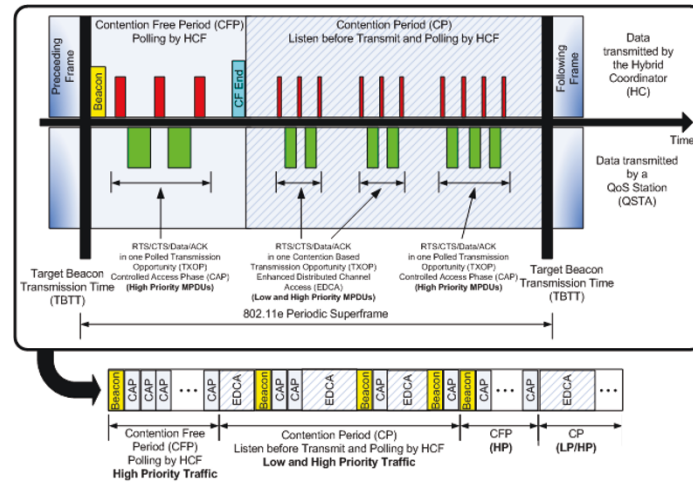 Contention Free Period (CFP)
Polling by HCF
Contention Period (CP)
Listen before Transmit and Polling by HCF
Data
transmitted by
the Hybrid
Coordinator
(HC)
Preceeding
Frame
Beacon
CF End
Following
Frame
Time
Data transmitted
by a
QoS Station
(QSTA)
RTS/CTS/Data/ACK
in one Polled Transmission
Opportunity (TXOP)
Controlled Access Phase (CAP)
(High Priority MPDUs)
RTS/CTS/Data/ACK
in one Contention Based
Transmission Opportunity (TXOP)
Enhanced Distributed Channel
Access (EDCA)
(Low and High Priority MPDUs)
RTS/CTS/Data/ACK
in one Polled Transmission
Opportunity (TXOP)
Controlled Access Phase (CAP)
(High Priority MPDUs)
Target Beacon
Transmission Time
(TBTT)
Target Beacon
Transmission Time
(TBTT)
802.11e Periodic Superframe
Beacon
CAP
CAP
CAP
...
CAP
EDCA
Beacon
CAP
CAP
EDCA
Beacon
CAP
EDCA
Beacon
CAP
Beacon
CAP
...
CAP
EDCA
...
Contention Free
Period (CFP)
Polling by HCF
High Priority Traffic
Contention Period (CP)
Listen before Transmit and Polling by HCF
Low and High Priority Traffic
CFP
(HP)
CP
(LP/HP)